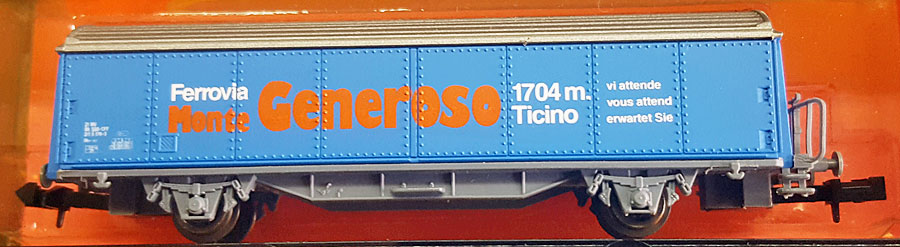 Ferrovia
Monte Generoso
1704 m.
Ticino
vi attende
vous attend
erwartet Sie